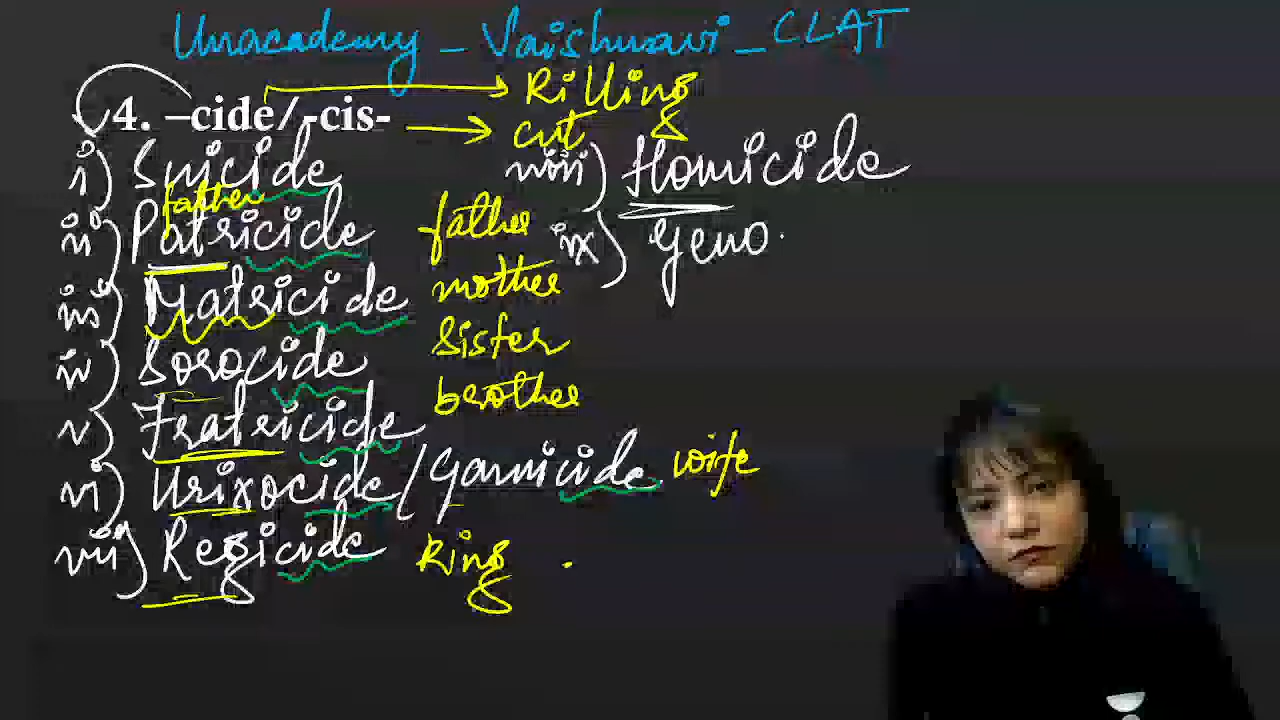 Unacademy - Vaishnavi - CLAT
4. –cide/ -cis- → Killing
→ cut
i) Suicide
father
ii) Patricide father
iii) Matricide mother
iv) Sorocide sister
v) Fratricide brother
vi) Urixocide / Gamicide wife
vii) Regicide King .
viii) Homicide
ix) geno.